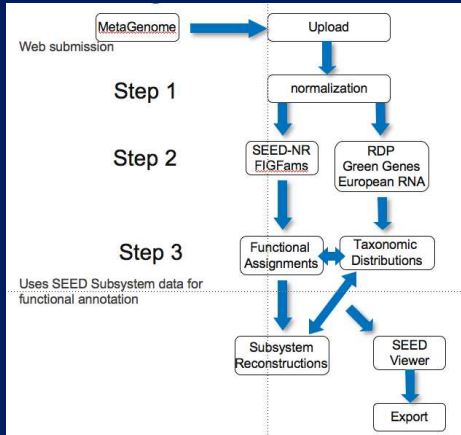 MetaGenome
Upload
Web submission
Step 1
normalization
Step 2
SEED-NR
FIGFams
RDP
Green Genes
European RNA
Step 3
Functional
Assignments
Taxonomic
Distributions
Uses SEED Subsystem data for
functional annotation
Subsystem
Reconstructions
SEED
Viewer
Export